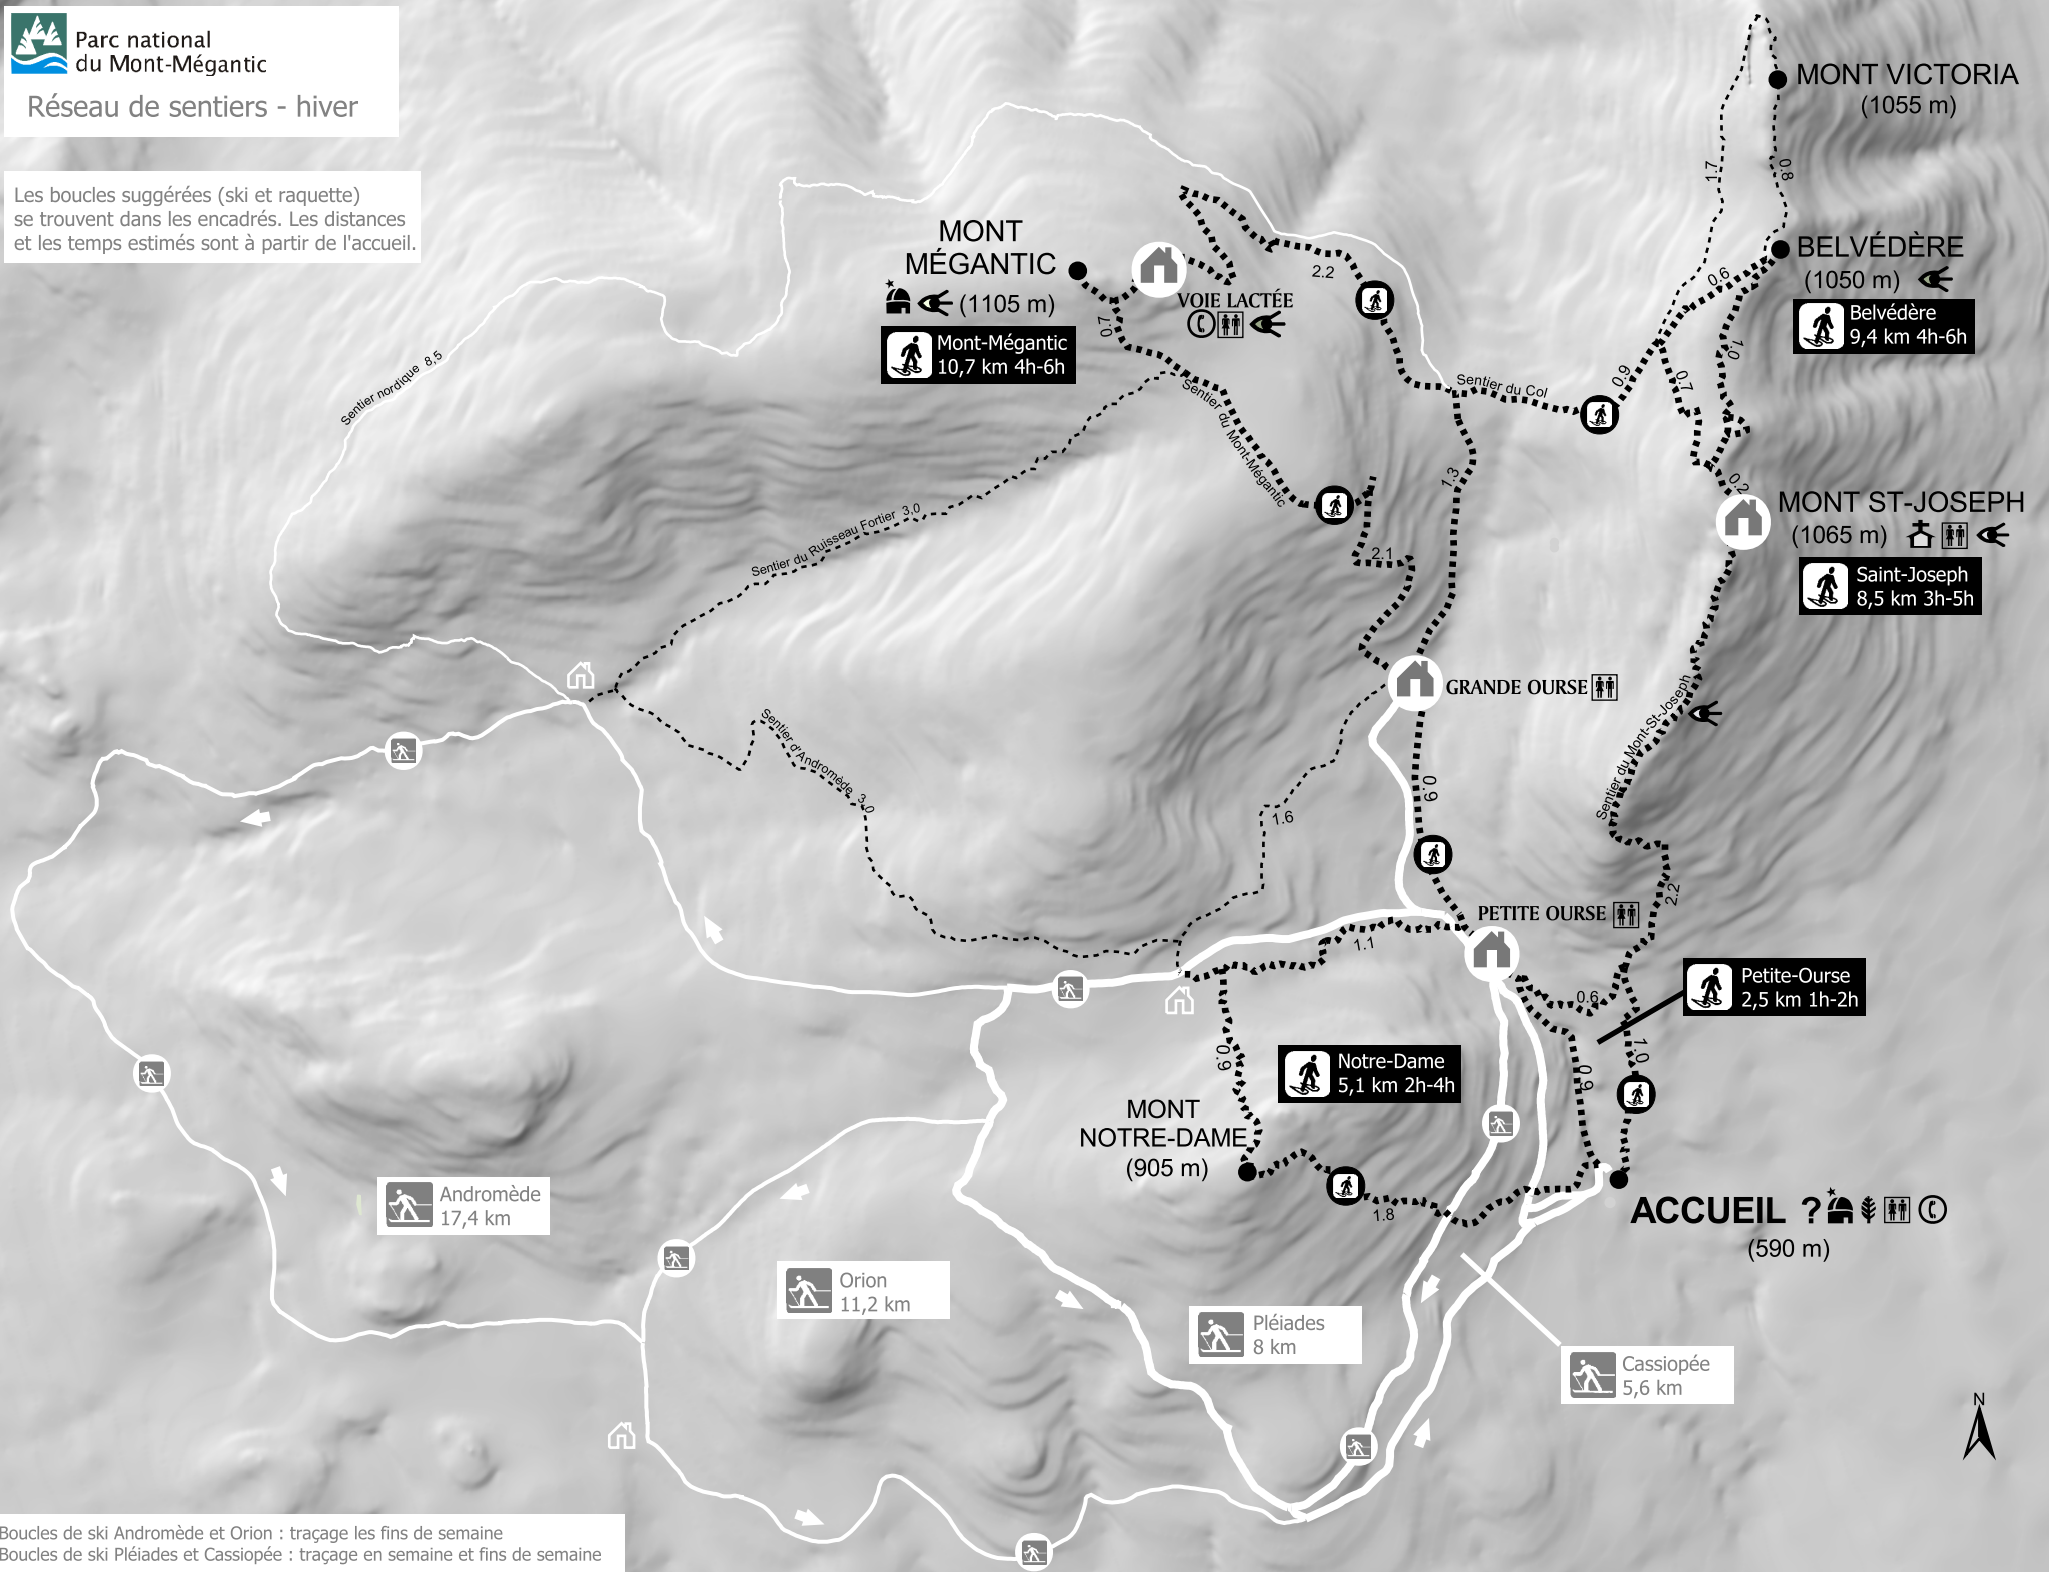 Parc national
du Mont-Mégantic
Réseau de sentiers - hiver
Les boucles suggérées (ski et raquette)
se trouvent dans les encadrés. Les distances
et les temps estimés sont à partir de l'accueil.
MONT VICTORIA
(1055 m)
1.7
0.8
MONT
MÉGANTIC
(1105 m)
Mont-Mégantic
10,7 km 4h-6h
VOIE LACTÉE
0.7
2.2
BELVÉDÈRE
(1050 m)
Belvédère
9,4 km 4h-6h
0.6
1.0
0.7
0.9
Sentier du Col
Sentier nordique 8,5
Sentier du Mont-Mégantic
1.3
0.2
MONT ST-JOSEPH
(1065 m)
Saint-Joseph
8,5 km 3h-5h
Sentier du Ruisseau Fortier 3,0
2.1
GRANDE OURSE
Sentier du Mont-St-Joseph
Sentier d'Andromède 3,0
0.9
1.6
2.2
PETITE OURSE
1.1
Petite-Ourse
2,5 km 1h-2h
0.6
1.0
0.9
0.9
Notre-Dame
5,1 km 2h-4h
MONT
NOTRE-DAME
(905 m)
1.8
ACCUEIL ?
(590 m)
Andromède
17,4 km
Orion
11,2 km
Pléiades
8 km
Cassiopée
5,6 km
N
Boucles de ski Andromède et Orion : traçage les fins de semaine
Boucles de ski Pléiades et Cassiopée : traçage en semaine et fins de semaine